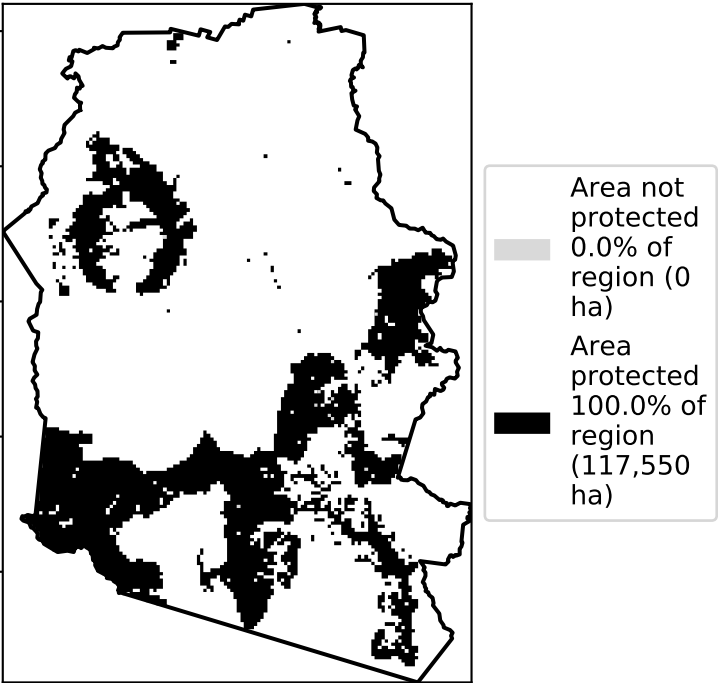 Area not
protected
0.0% of
region (0
ha)
Area
protected
100.0% of
region
(117,550
ha)